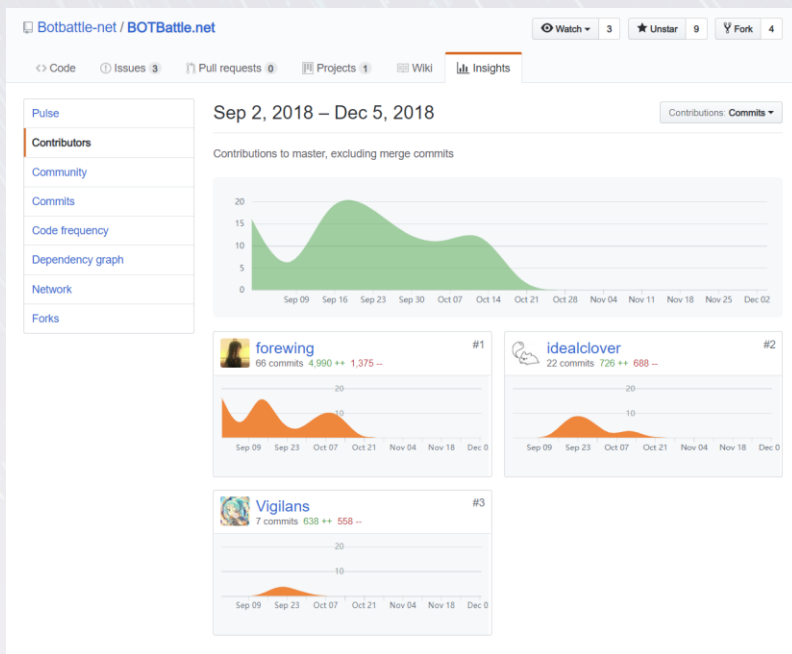 Botbattle-net / BOTBattle.net
Watch 3 Unstar 9 Fork 4
Code Issues 3 Pull requests 0 Projects 1 Wiki Insights
Pulse
Contributors
Community
Commits
Code frequency
Dependency graph
Network
Forks
Sep 2, 2018 – Dec 5, 2018
Contributions: Commits
Contributions to master, excluding merge commits
20
15
10
5
0
Sep 09 Sep 16 Sep 23 Sep 30 Oct 07 Oct 14 Oct 21 Oct 28 Nov 04 Nov 11 Nov 18 Nov 25 Dec 02
forewing #1
66 commits 4,990 ++ 1,375 --
20
10
Sep 09 Sep 23 Oct 07 Oct 21 Nov 04 Nov 18 Dec 0
idealclover #2
22 commits 726 ++ 688 --
20
10
Sep 09 Sep 23 Oct 07 Oct 21 Nov 04 Nov 18 Dec 0
Vigilans #3
7 commits 638 ++ 558 --
20
10
Sep 09 Sep 23 Oct 07 Oct 21 Nov 04 Nov 18 Dec 0